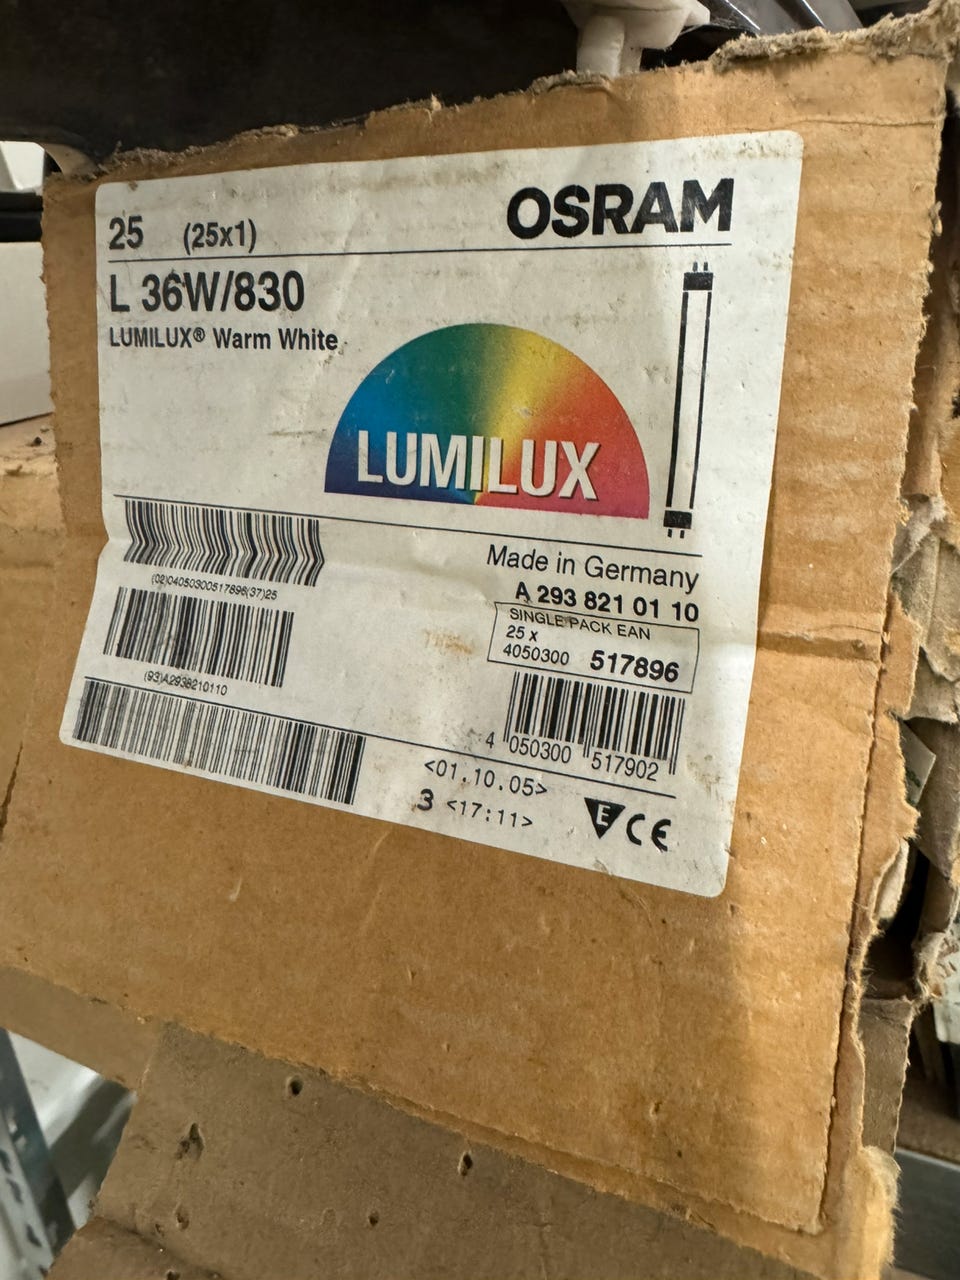 25 (25x1)
OSRAM
L 36W/830
LUMILUX® Warm White
LUMILUX
Made in Germany
A 293 821 01 10
SINGLE PACK EAN
25 x
4050300 517896
(02)04050300517896(37)25
(93)A2938210110
4 050300 517902
<01.10.05>
3 <17:11>
E CE